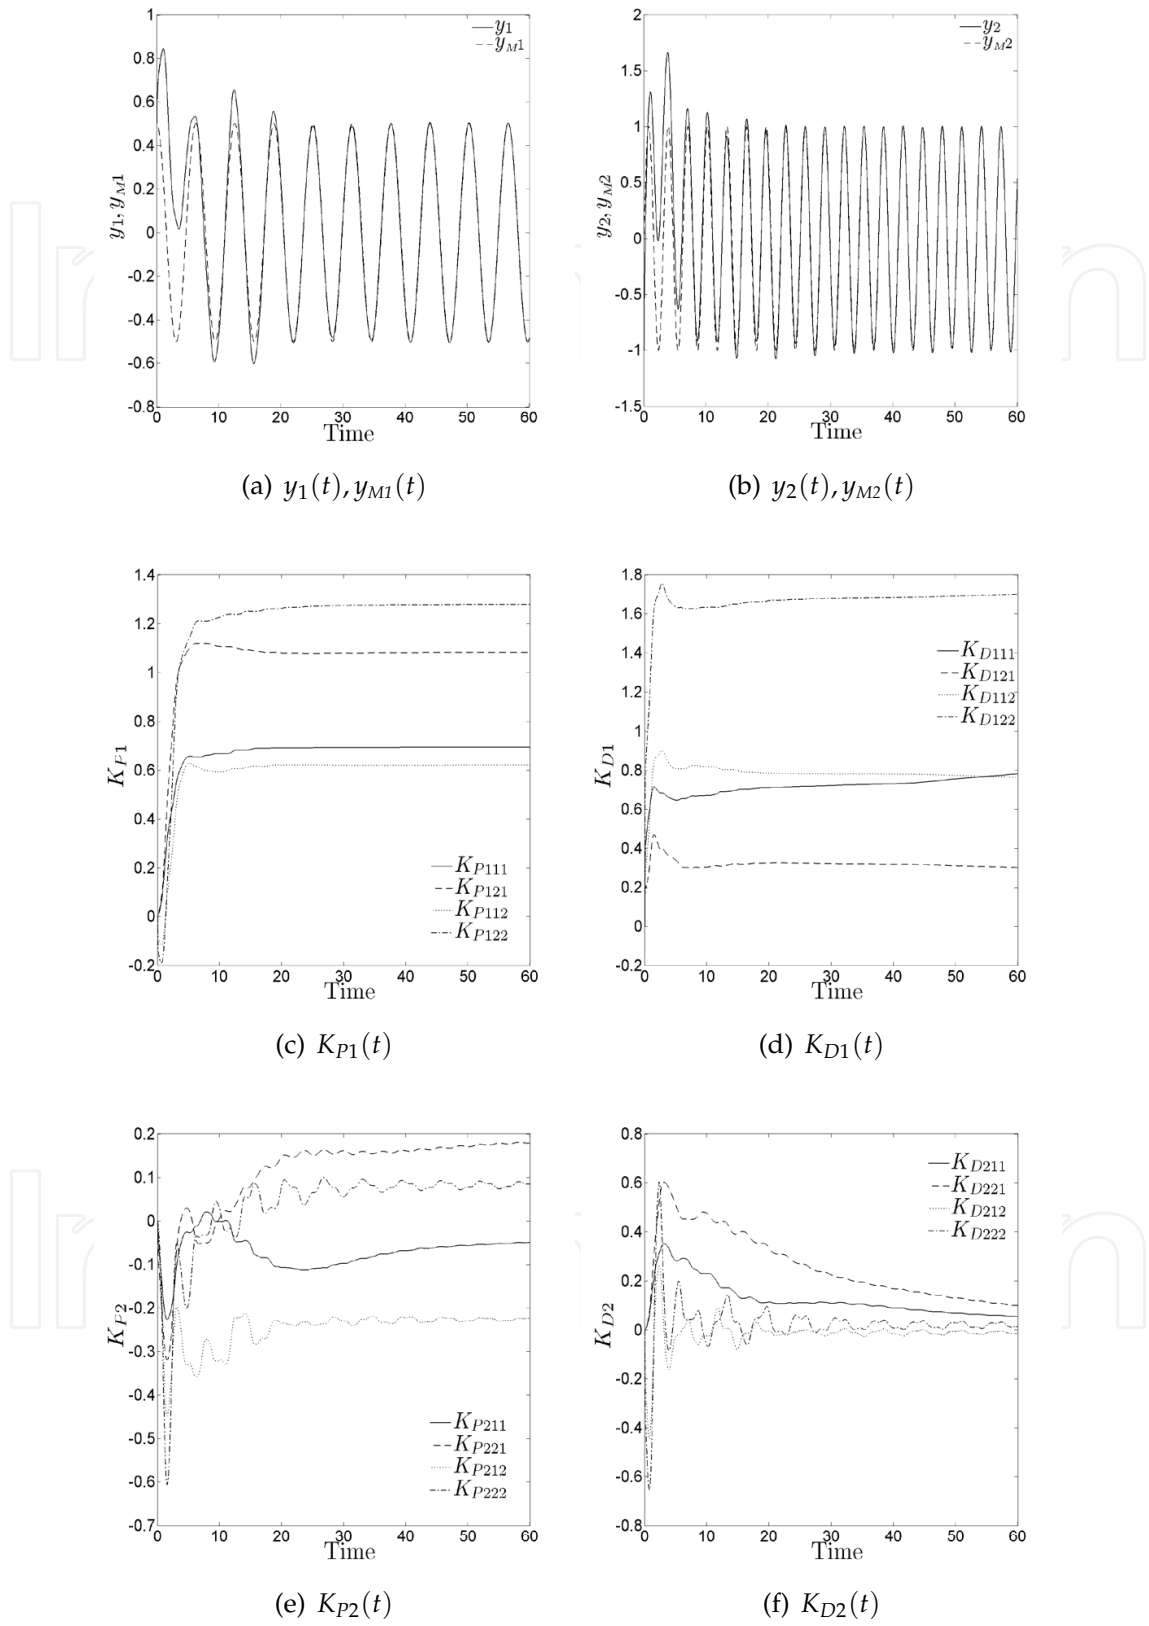 1
0.8
0.6
0.4
0.2
0
-0.2
-0.4
-0.6
-0.8
y1, yM1
y1
yM1
0 10 20 30 40 50 60
Time
(a) y1(t), yM1(t)
2
1.5
1
0.5
0
-0.5
-1
-1.5
y2, yM2
y2
yM2
0 10 20 30 40 50 60
Time
(b) y2(t), yM2(t)
1.4
1.2
1
0.8
0.6
0.4
0.2
0
-0.2
KP1
KP111
KP121
KP112
KP122
0 10 20 30 40 50 60
Time
(c) KP1(t)
1.8
1.6
1.4
1.2
1
0.8
0.6
0.4
0.2
0
-0.2
KD1
KD111
KD121
KD112
KD122
0 10 20 30 40 50 60
Time
(d) KD1(t)
0.2
0.1
0
-0.1
-0.2
-0.3
-0.4
-0.5
-0.6
-0.7
KP2
KP211
KP221
KP212
KP222
0 10 20 30 40 50 60
Time
(e) KP2(t)
0.8
0.6
0.4
0.2
0
-0.2
-0.4
-0.6
-0.8
KD2
KD211
KD221
KD212
KD222
0 10 20 30 40 50 60
Time
(f) KD2(t)